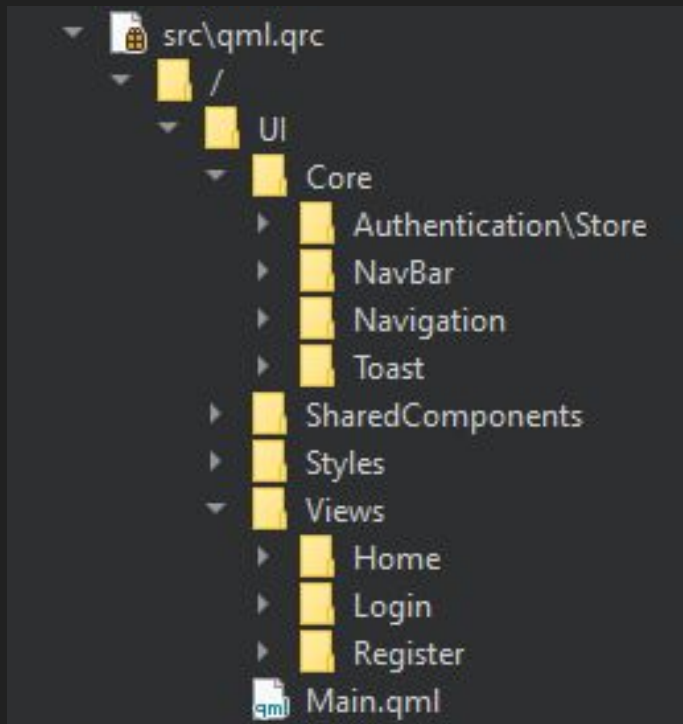 src\qml.qrc
/
UI
Core
Authentication\Store
NavBar
Navigation
Toast
SharedComponents
Styles
Views
Home
Login
Register
qml Main.qml